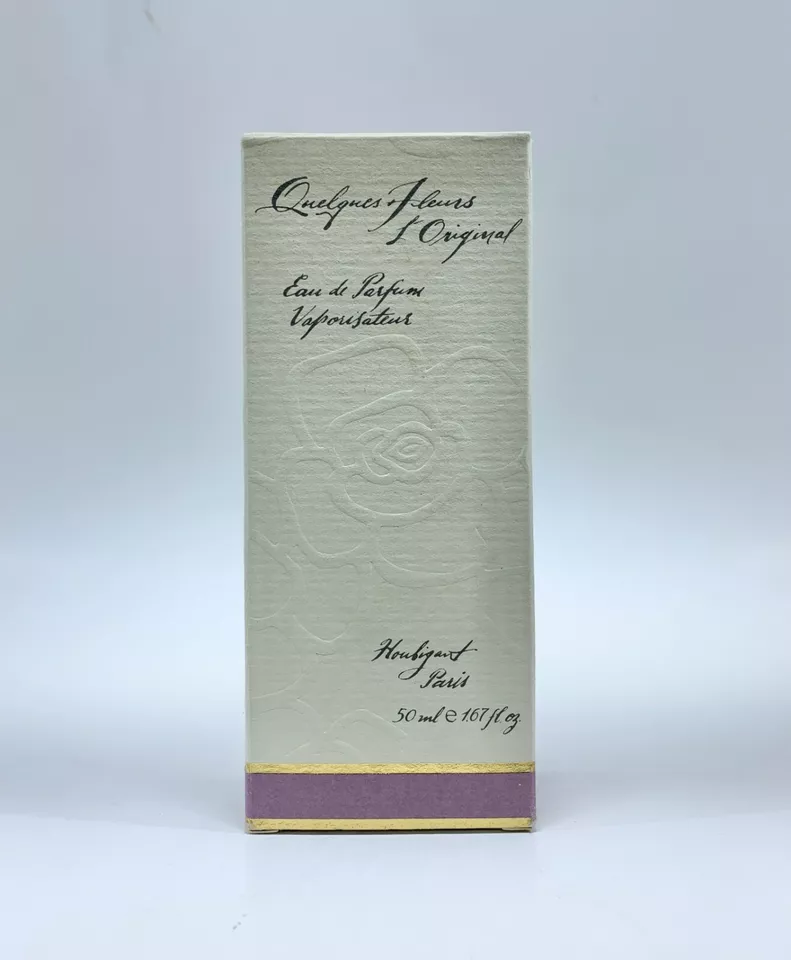 Quelques Fleurs
L'Original
Eau de Parfum
Vaporisateur
Houbigant
Paris
50 ml e 1.67 fl. oz.